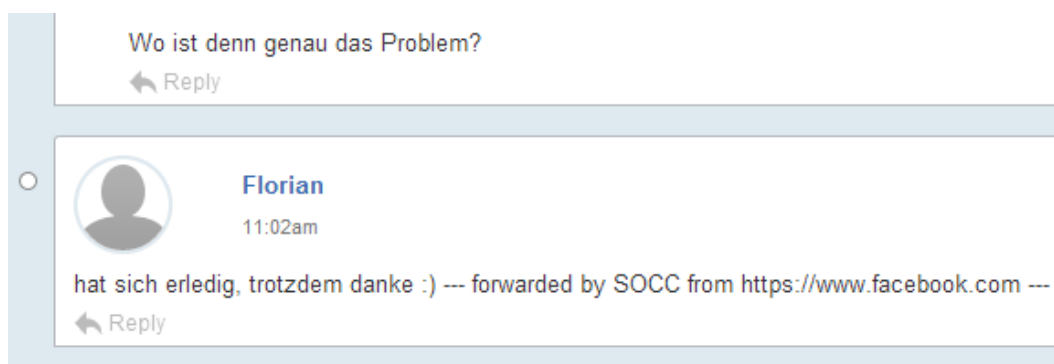 Wo ist denn genau das Problem?
Reply
Florian
11:02am
hat sich erledig, trotzdem danke :) --- forwarded by SOCC from https://www.facebook.com ---
Reply